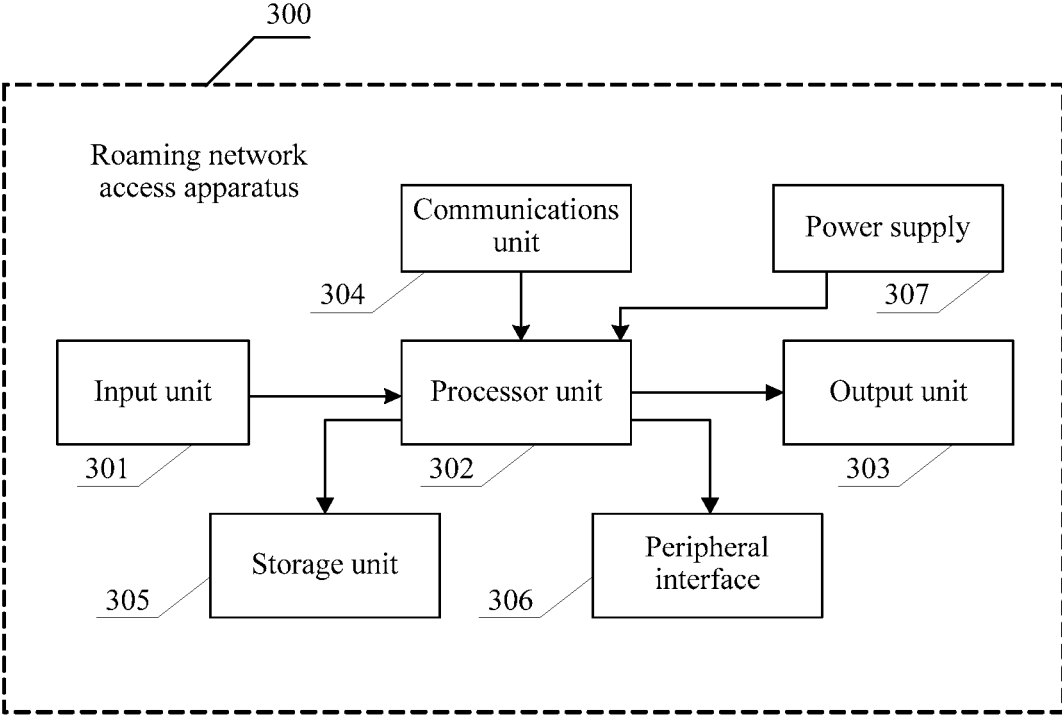 300
Roaming network
access apparatus
Communications
unit
Power supply
304
307
Input unit
Processor unit
Output unit
301
302
303
Storage unit
Peripheral
interface
305
306